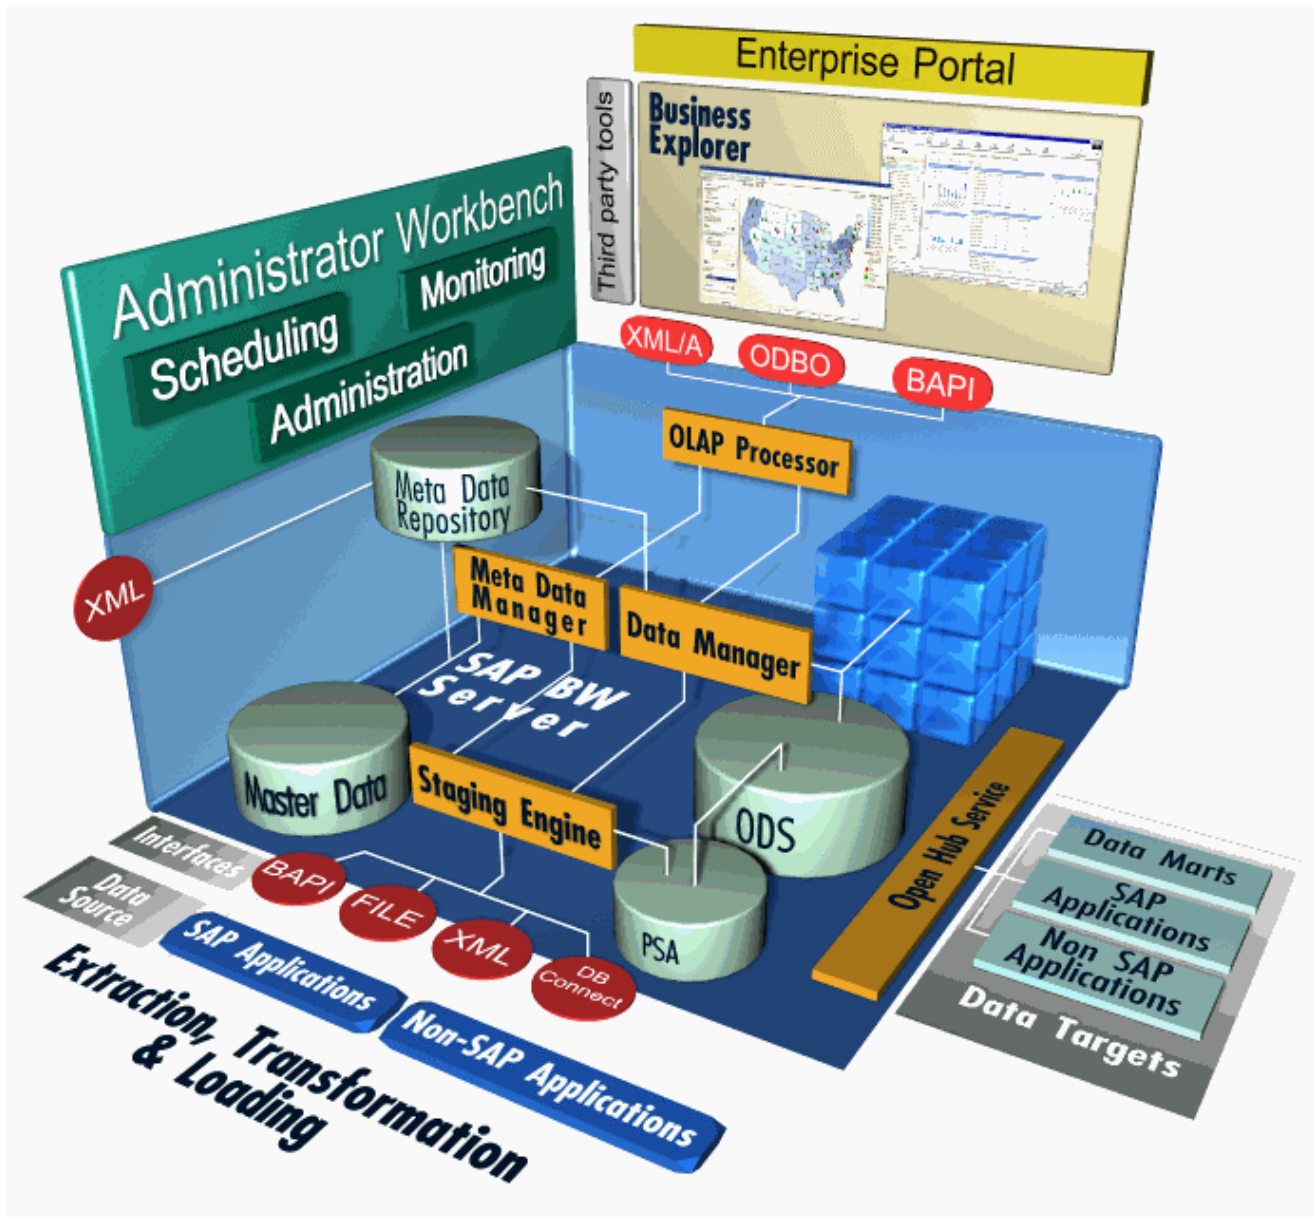 Enterprise Portal
Third party tools
Business
Explorer
Administrator Workbench
Monitoring
Scheduling
Administration
XML/A
ODBO
BAPI
OLAP Processor
Meta Data
Repository
XML
Meta Data
Manager
Data Manager
SAP BW
Server
Master Data
Staging Engine
ODS
PSA
Open Hub Service
Data Marts
SAP
Applications
Non SAP
Applications
Data Targets
Interfaces
Data
Source
BAPI
FILE
XML
DB
Connect
SAP Applications
Non-SAP Applications
Extraction, Transformation
& Loading